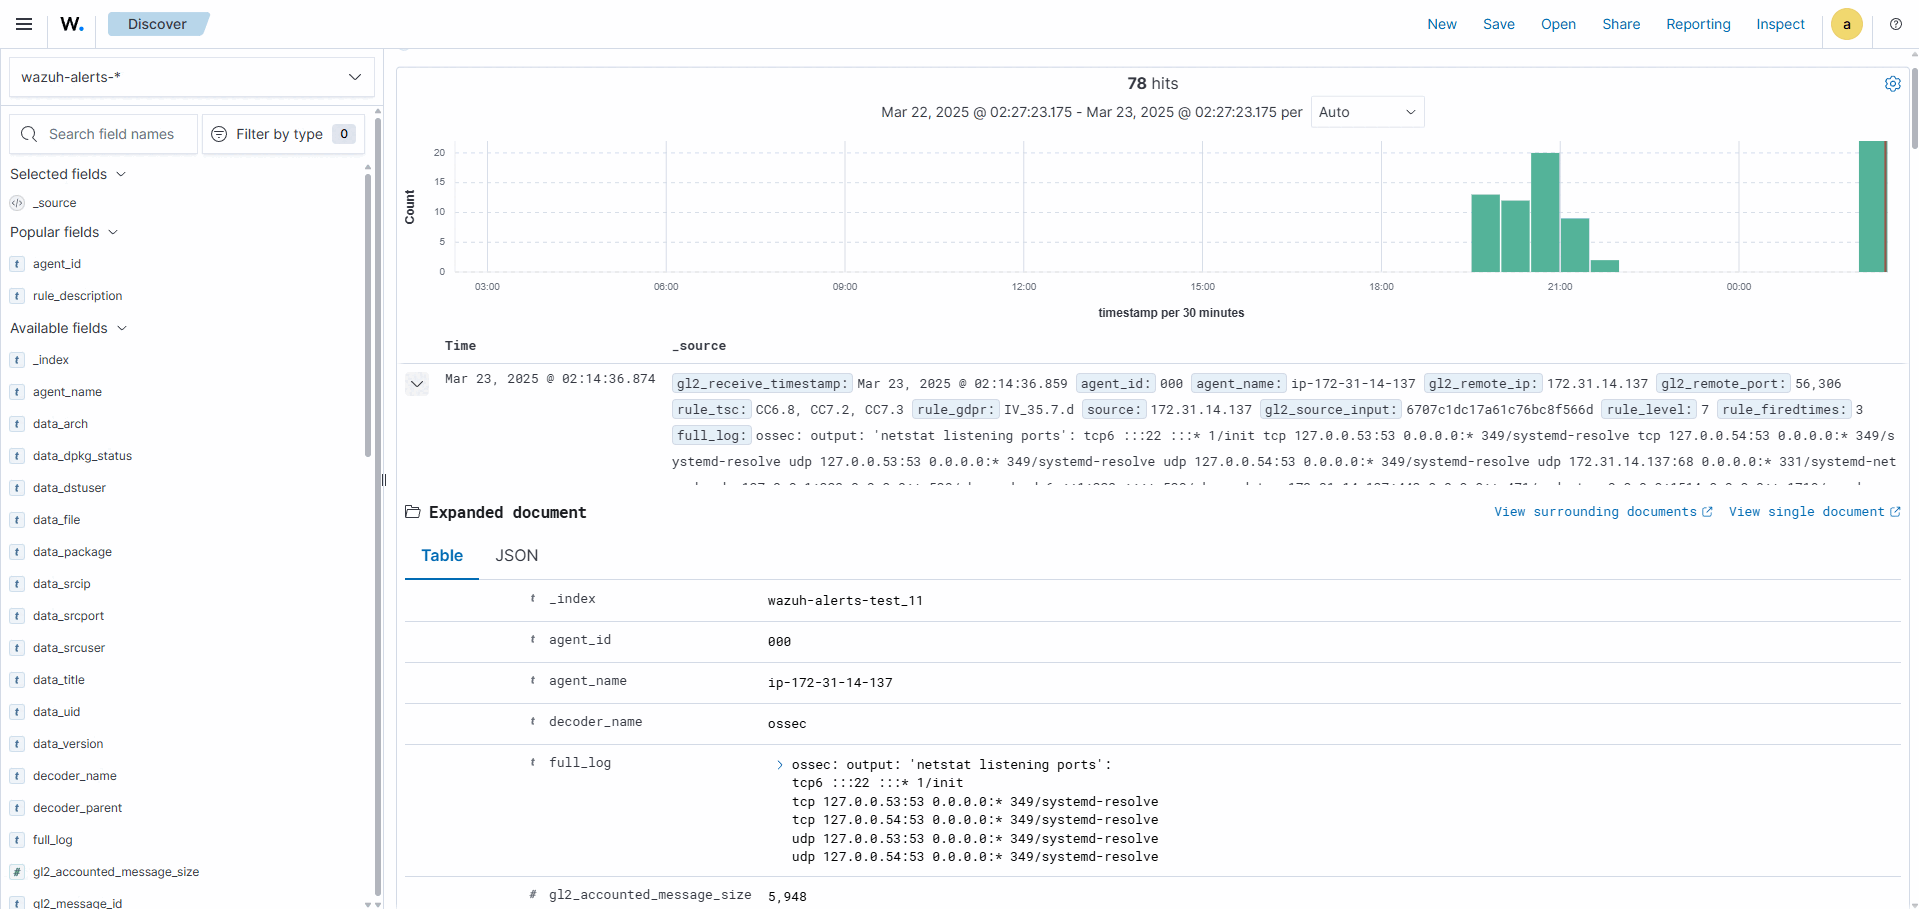 W.
Discover
New Save Open Share Reporting Inspect a
wazuh-alerts-*
Search field names
Filter by type 0
Selected fields
_source
Popular fields
t agent_id
t rule_description
Available fields
t _index
t agent_name
t data_arch
t data_dpkg_status
t data_dstuser
t data_file
t data_package
t data_srcip
t data_srcport
t data_srcuser
t data_title
t data_uid
t data_version
t decoder_name
t decoder_parent
t full_log
# gl2_accounted_message_size
t gl2_message_id
78 hits
Mar 22, 2025 @ 02:27:23.175 - Mar 23, 2025 @ 02:27:23.175 per Auto
Count
20
15
10
5
0
03:00 06:00 09:00 12:00 15:00 18:00 21:00 00:00
timestamp per 30 minutes
Time _source
Mar 23, 2025 @ 02:14:36.874
gl2_receive_timestamp: Mar 23, 2025 @ 02:14:36.859 agent_id: 000 agent_name: ip-172-31-14-137 gl2_remote_ip: 172.31.14.137 gl2_remote_port: 56,306
rule_tsc: CC6.8, CC7.2, CC7.3 rule_gdpr: IV_35.7.d source: 172.31.14.137 gl2_source_input: 6707c1dc17a61c76bc8f566d rule_level: 7 rule_firedtimes: 3
full_log: ossec: output: 'netstat listening ports': tcp6 :::22 :::* 1/init tcp 127.0.0.53:53 0.0.0.0:* 349/systemd-resolve tcp 127.0.0.54:53 0.0.0.0:* 349/s
ystemd-resolve udp 127.0.0.53:53 0.0.0.0:* 349/systemd-resolve udp 127.0.0.54:53 0.0.0.0:* 349/systemd-resolve udp 172.31.14.137:68 0.0.0.0:* 331/systemd-net
Expanded document
View surrounding documents View single document
Table JSON
t _index wazuh-alerts-test_11
t agent_id 000
t agent_name ip-172-31-14-137
t decoder_name ossec
t full_log ossec: output: 'netstat listening ports':
tcp6 :::22 :::* 1/init
tcp 127.0.0.53:53 0.0.0.0:* 349/systemd-resolve
tcp 127.0.0.54:53 0.0.0.0:* 349/systemd-resolve
udp 127.0.0.53:53 0.0.0.0:* 349/systemd-resolve
udp 127.0.0.54:53 0.0.0.0:* 349/systemd-resolve
# gl2_accounted_message_size 5,948